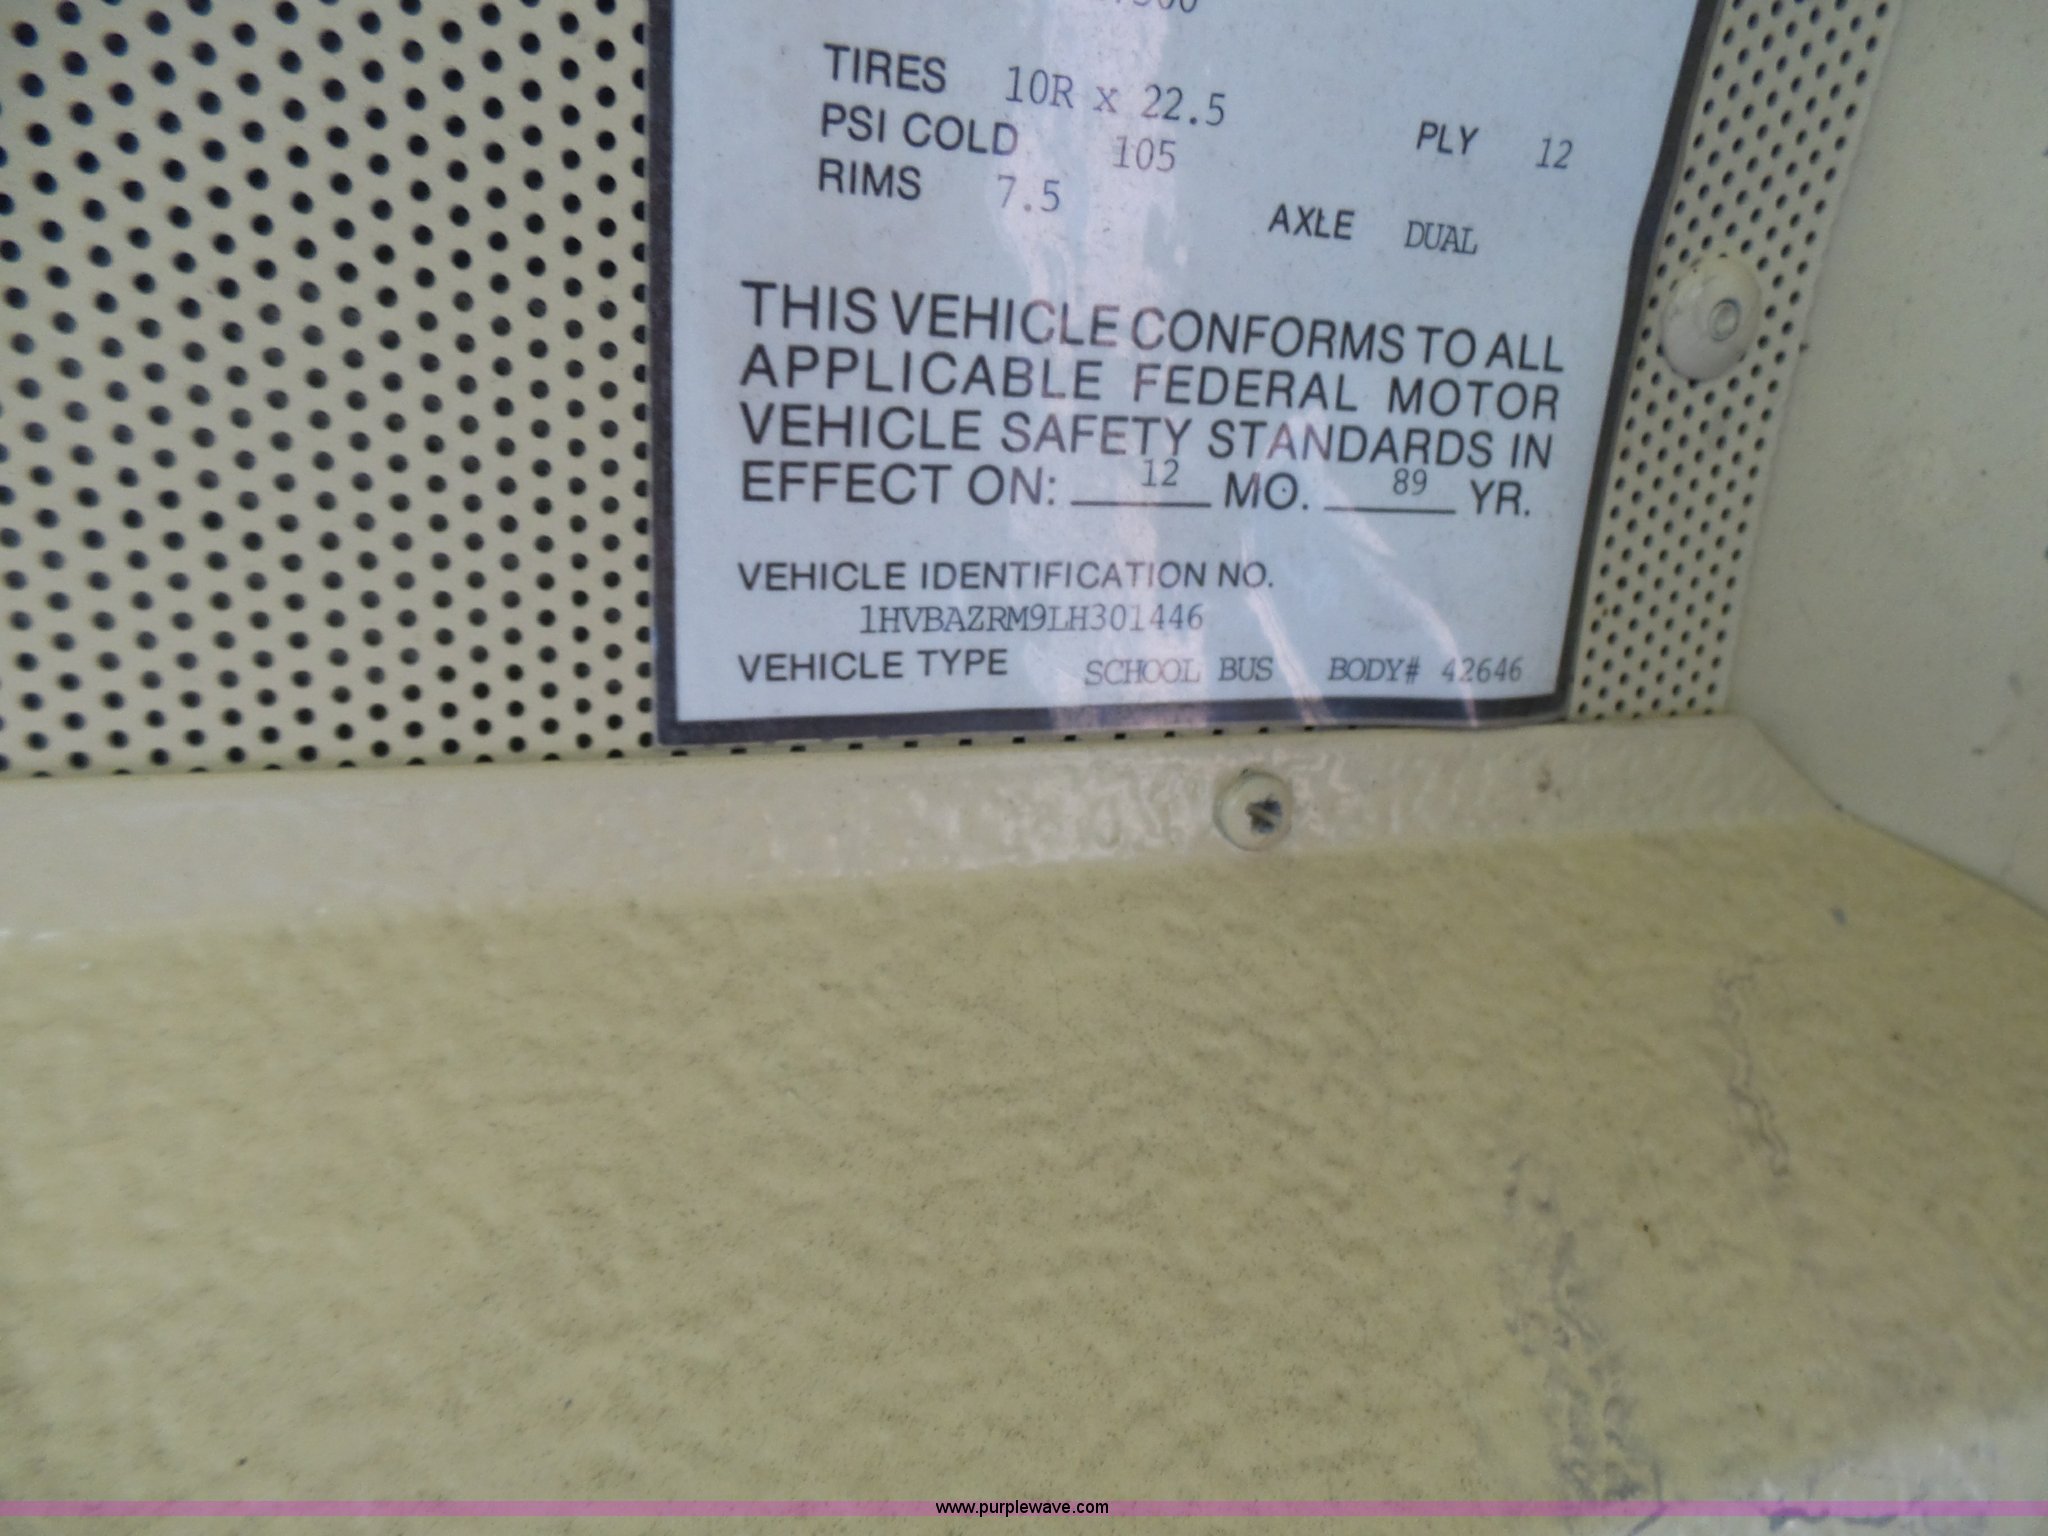 TIRES 10R x 22.5
PSI COLD 105 PLY 12
RIMS 7.5
AXLE DUAL
THIS VEHICLE CONFORMS TO ALL
APPLICABLE FEDERAL MOTOR
VEHICLE SAFETY STANDARDS IN
EFFECT ON: 12 MO. 89 YR.
VEHICLE IDENTIFICATION NO.
1HVBAZRM9LH301446
VEHICLE TYPE SCHOOL BUS BODY# 42646
www.purplewave.com